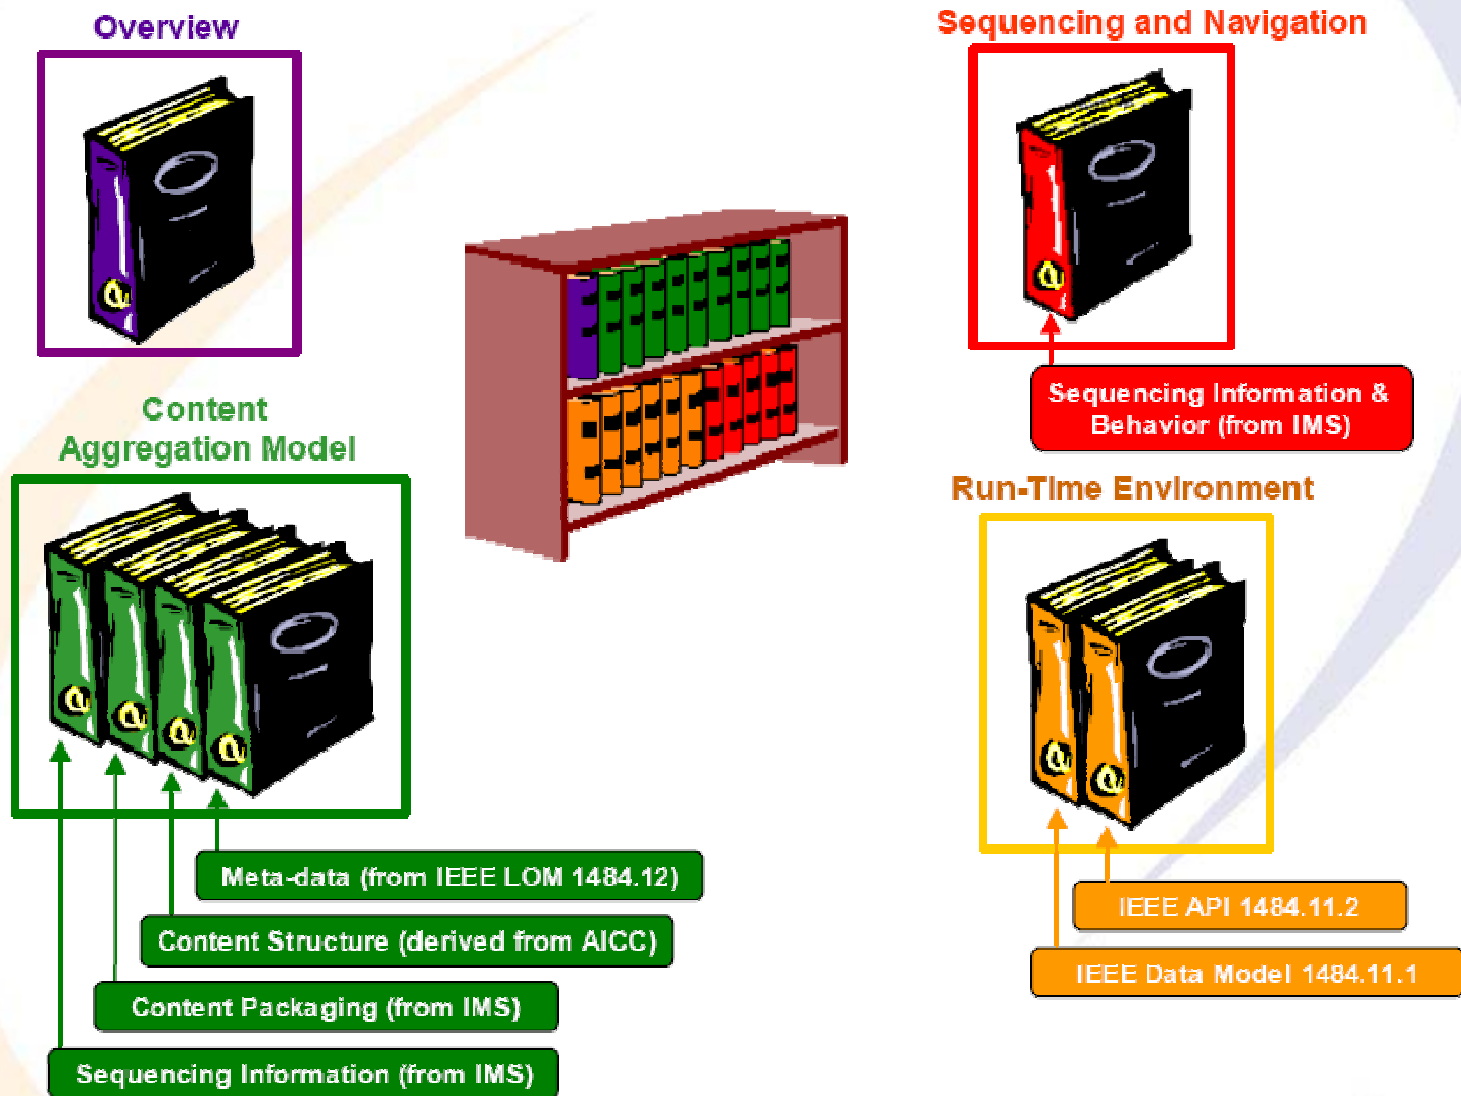 Overview
Sequencing and Navigation
Sequencing Information &
Behavior (from IMS)
Content
Aggregation Model
Run-Time Environment
Meta-data (from IEEE LOM 1484.12)
Content Structure (derived from AICC)
Content Packaging (from IMS)
Sequencing Information (from IMS)
IEEE API 1484.11.2
IEEE Data Model 1484.11.1